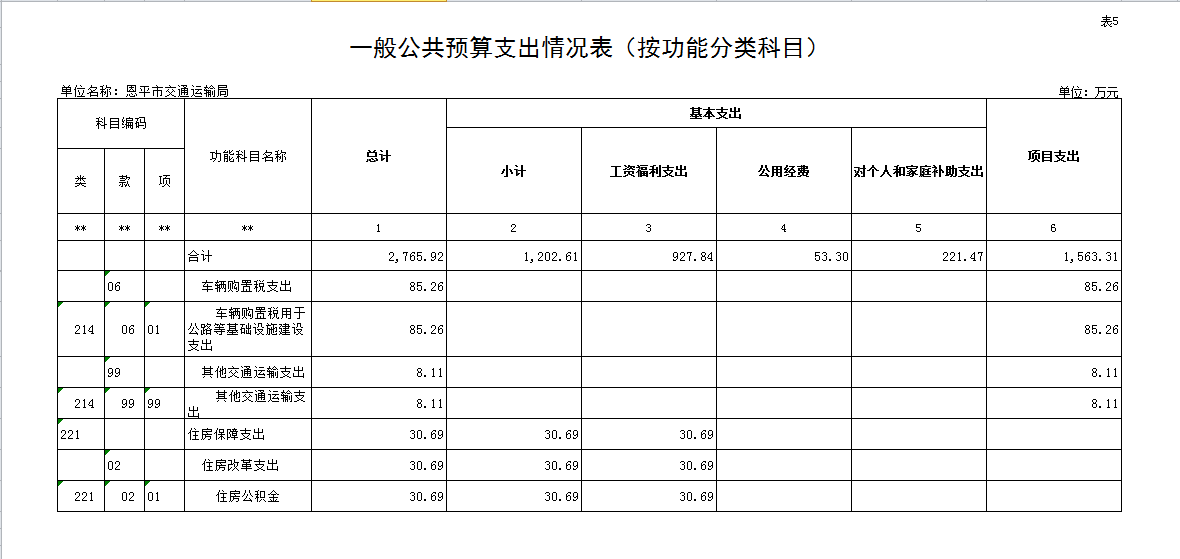 表5
一般公共预算支出情况表（按功能分类科目）
单位名称：恩平市交通运输局 单位：万元
科目编码 功能科目名称 总计 基本支出 项目支出
类 款 项 小计 工资福利支出 公用经费 对个人和家庭补助支出
** ** ** ** 1 2 3 4 5 6
合计 2,765.92 1,202.61 927.84 53.30 221.47 1,563.31
06 车辆购置税支出 85.26 85.26
214 06 01 车辆购置税用于
公路等基础设施建设
支出 85.26 85.26
99 其他交通运输支出 8.11 8.11
214 99 99 其他交通运输支
出 8.11 8.11
221 住房保障支出 30.69 30.69 30.69
02 住房改革支出 30.69 30.69 30.69
221 02 01 住房公积金 30.69 30.69 30.69